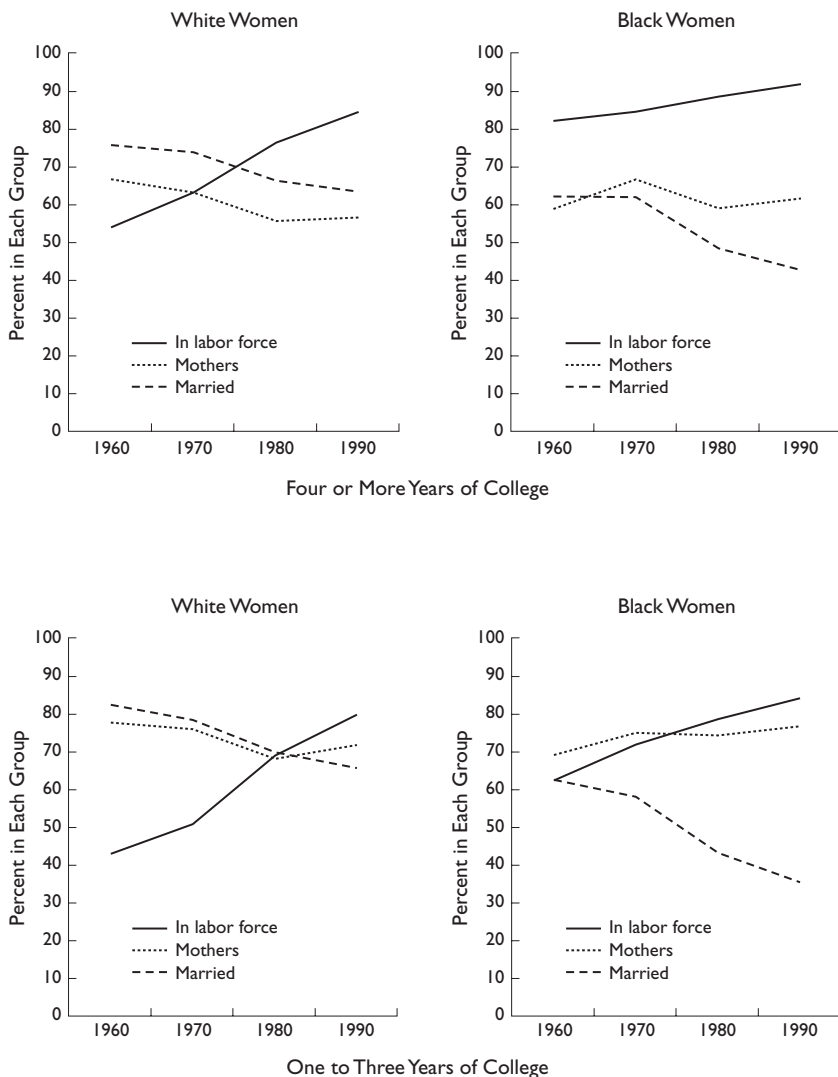 White Women
100
90
80
70
60
50
40
30
20
10
0
Percent in Each Group
In labor force
Mothers
Married
1960 1970 1980 1990
Black Women
100
90
80
70
60
50
40
30
20
10
0
Percent in Each Group
In labor force
Mothers
Married
1960 1970 1980 1990
Four or More Years of College
White Women
100
90
80
70
60
50
40
30
20
10
0
Percent in Each Group
In labor force
Mothers
Married
1960 1970 1980 1990
Black Women
100
90
80
70
60
50
40
30
20
10
0
Percent in Each Group
In labor force
Mothers
Married
1960 1970 1980 1990
One to Three Years of College